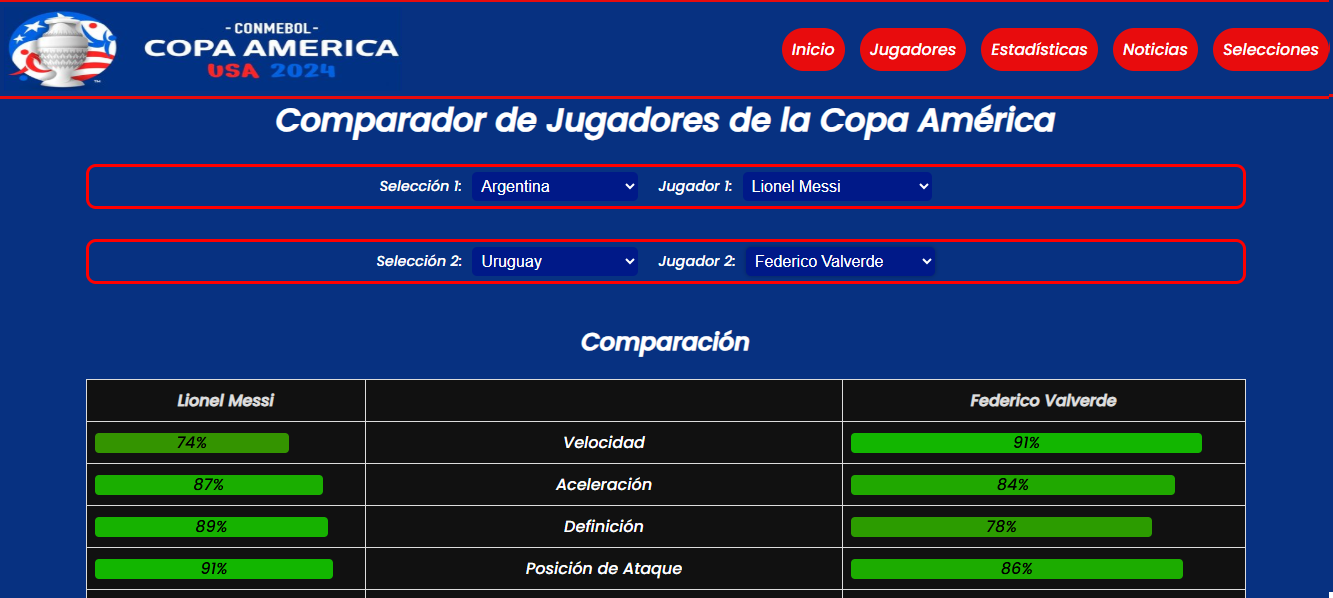 - CONMEBOL -
COPA AMERICA
USA 2024
Inicio Jugadores Estadísticas Noticias Selecciones
Comparador de Jugadores de la Copa América
Selección 1: Argentina Jugador 1: Lionel Messi
Selección 2: Uruguay Jugador 2: Federico Valverde
Comparación
Lionel Messi Federico Valverde
74% Velocidad 91%
87% Aceleración 84%
89% Definición 78%
91% Posición de Ataque 86%